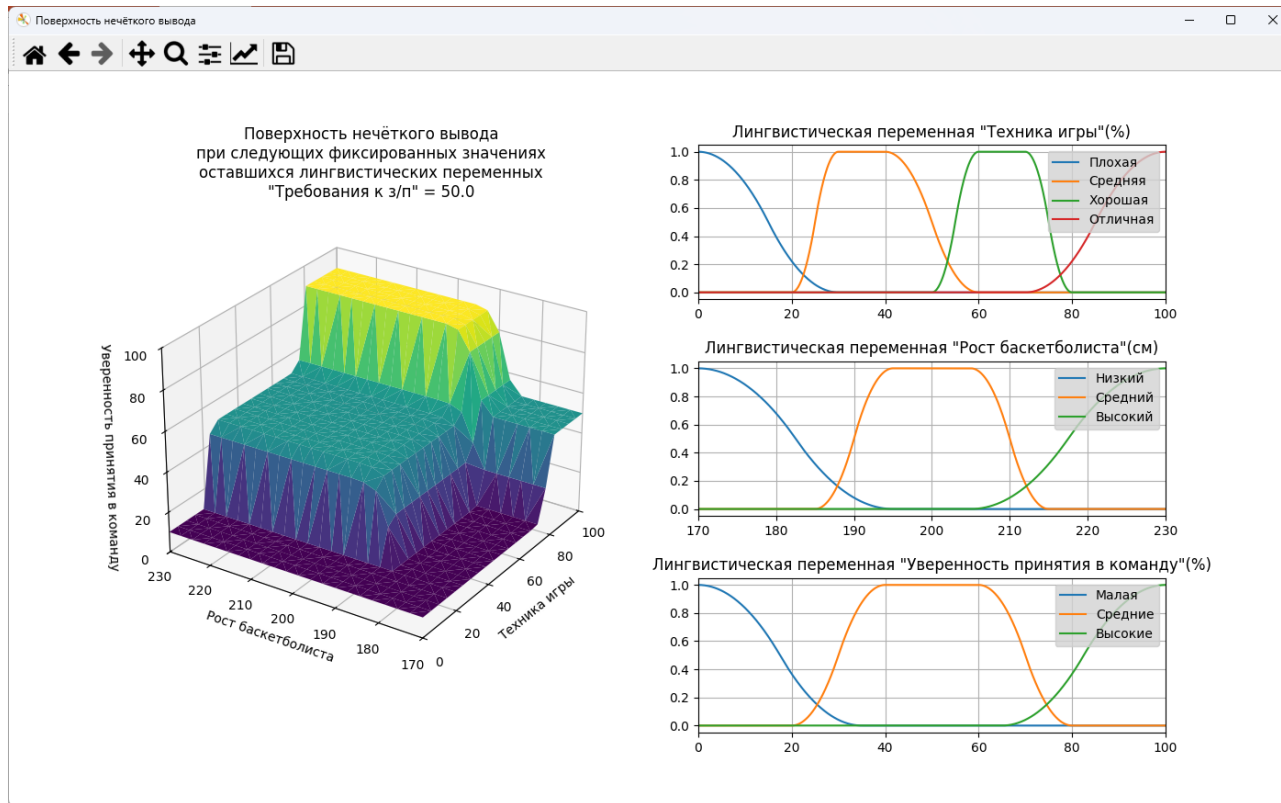 Поверхность нечёткого вывода
Поверхность нечёткого вывода
при следующих фиксированных значениях
оставшихся лингвистических переменных
"Требования к з/п" = 50.0
Уверенность принятия в команду
100
80
60
40
20
0
230
220
210
200
190
180
170
Рост баскетболиста
0
20
40
60
80
100
Техника игры
Лингвистическая переменная "Техника игры"(%)
1.0
0.8
0.6
0.4
0.2
0.0
0 20 40 60 80 100
Плохая
Средняя
Хорошая
Отличная
Лингвистическая переменная "Рост баскетболиста"(см)
1.0
0.8
0.6
0.4
0.2
0.0
170 180 190 200 210 220 230
Низкий
Средний
Высокий
Лингвистическая переменная "Уверенность принятия в команду"(%)
1.0
0.8
0.6
0.4
0.2
0.0
0 20 40 60 80 100
Малая
Средние
Высокие